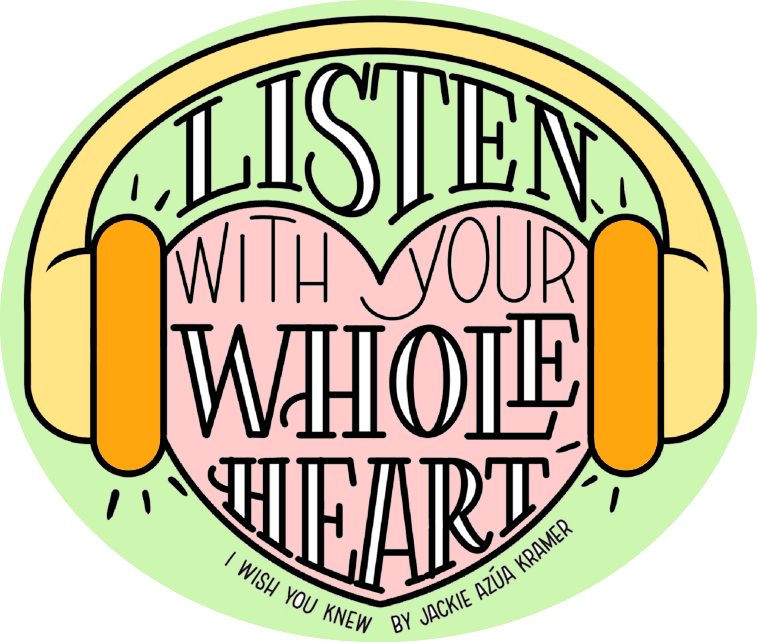 LISTEN
WITH YOUR
WHOLE
HEART
I WISH YOU KNEW BY JACKIE AZÚA KRAMER